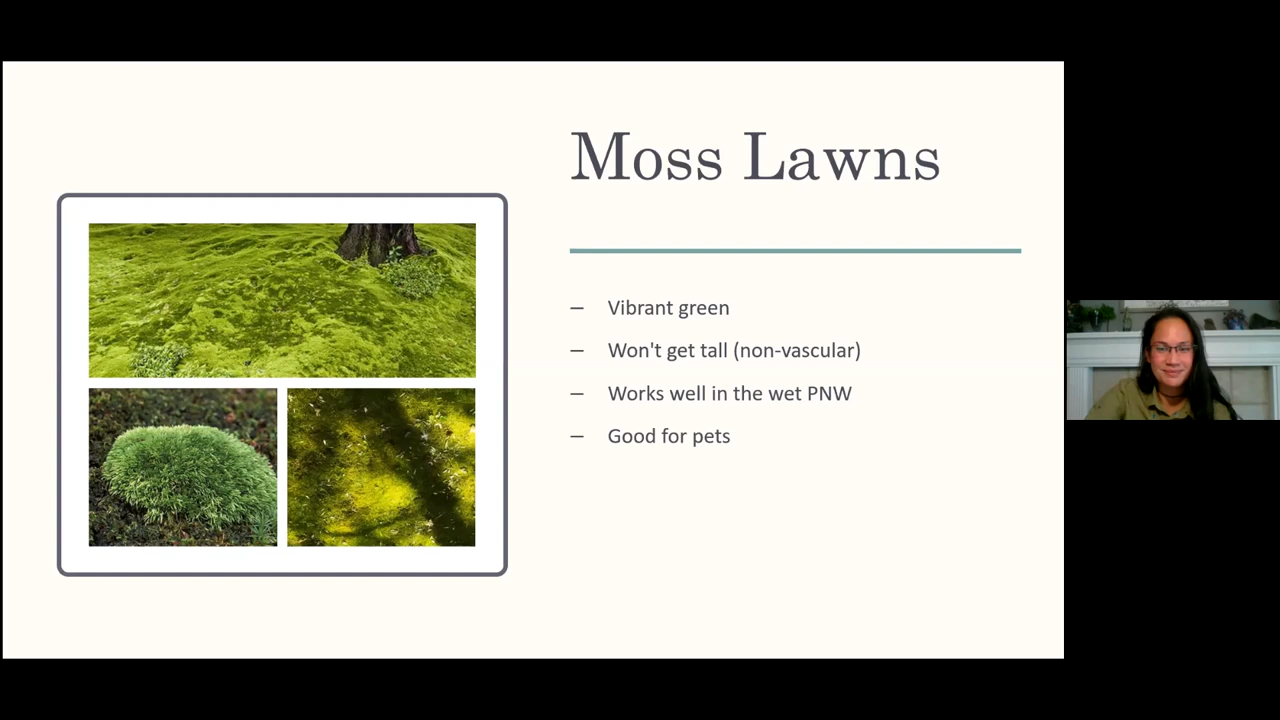 Moss Lawns
– Vibrant green
– Won't get tall (non-vascular)
– Works well in the wet PNW
– Good for pets